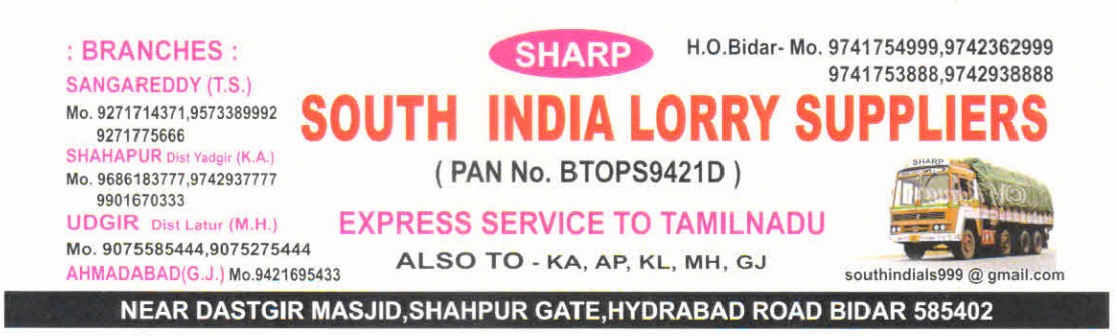 : BRANCHES :
SANGAREDDY (T.S.)
Mo. 9271714371,9573389992
9271775666
SHAHAPUR Dist Yadgir (K.A.)
Mo. 9686183777,9742937777
9901670333
UDGIR Dist Latur (M.H.)
Mo. 9075585444,9075275444
AHMADABAD(G.J.) Mo.9421695433
SHARP
H.O.Bidar- Mo. 9741754999,9742362999
9741753888,9742938888
SOUTH INDIA LORRY SUPPLIERS
( PAN No. BTOPS9421D )
EXPRESS SERVICE TO TAMILNADU
ALSO TO - KA, AP, KL, MH, GJ
SHARP
southindials999 @ gmail.com
NEAR DASTGIR MASJID,SHAHPUR GATE,HYDRABAD ROAD BIDAR 585402